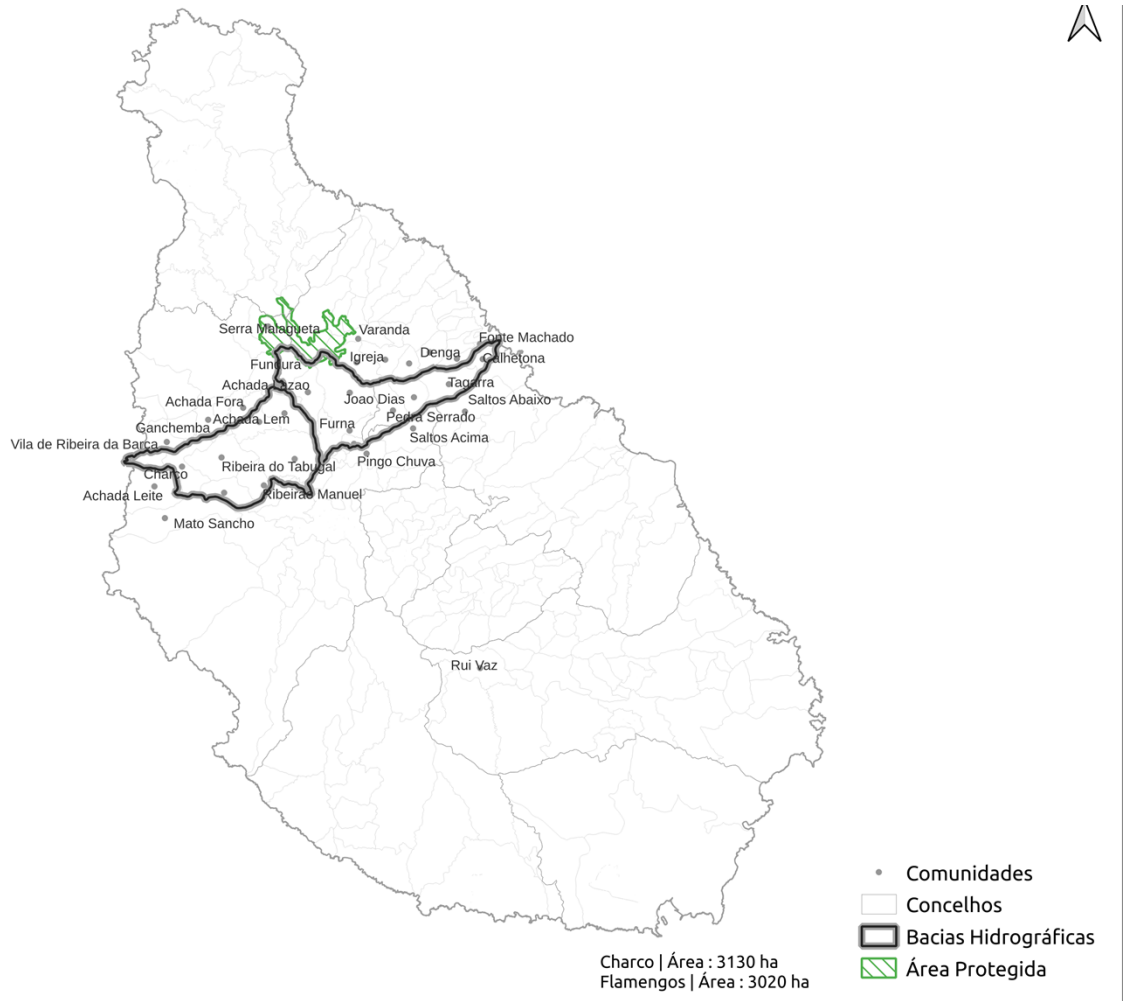 Serra Malagueta
Varanda
Fonte Machado
Igreja
Denga
Calhetona
Fundura
Achada Lazao
Tagarra
Achada Fora
Joao Dias
Saltos Abaixo
Achada Lem
Pedra Serrado
Ganchemba
Furna
Saltos Acima
Vila de Ribeira da Barca
Pingo Chuva
Charco
Ribeira do Tabugal
Achada Leite
Ribeirao Manuel
Mato Sancho
Rui Vaz
Comunidades
Concelhos
Bacias Hidrográficas
Área Protegida
Charco | Área : 3130 ha
Flamengos | Área : 3020 ha